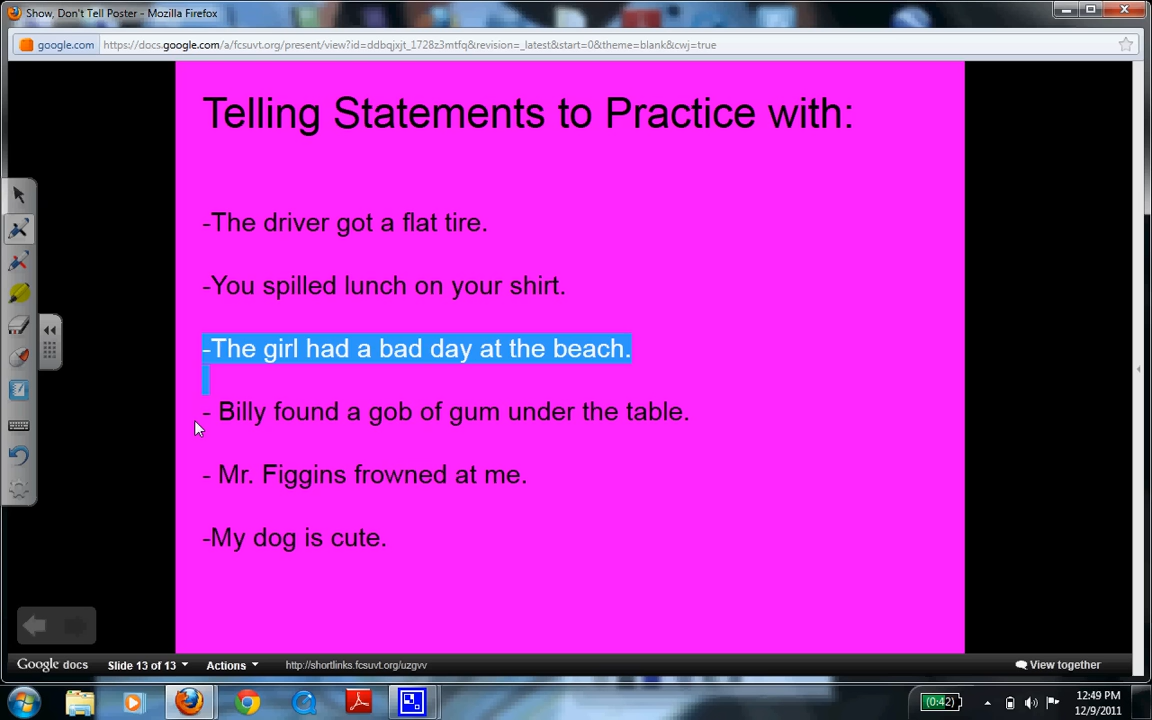 Show, Don't Tell Poster - Mozilla Firefox
google.com https://docs.google.com/a/fcsuvt.org/present/view?id=ddbqjxjt_1728z3mtfq&revision=_latest&start=0&theme=blank&cwj=true
Telling Statements to Practice with:
-The driver got a flat tire.
-You spilled lunch on your shirt.
-The girl had a bad day at the beach.
- Billy found a gob of gum under the table.
- Mr. Figgins frowned at me.
-My dog is cute.
Google docs Slide 13 of 13 Actions http://shortlinks.fcsuvt.org/uzgvv View together
(0:42) 12:49 PM
12/9/2011